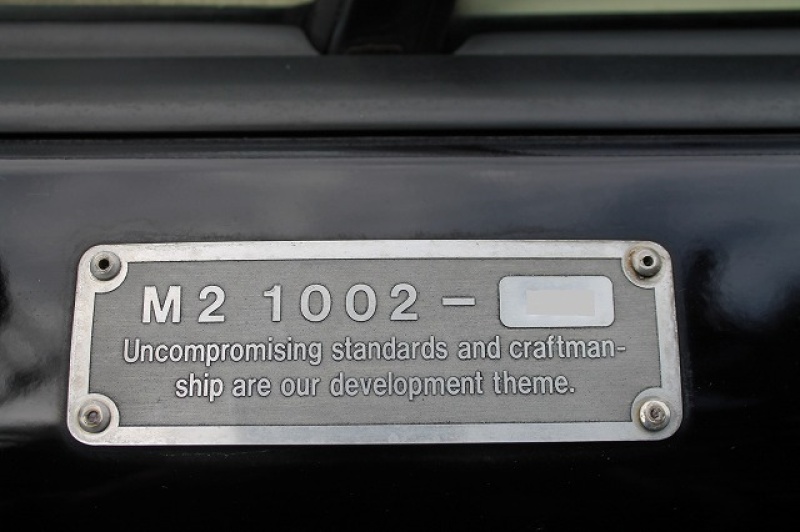 M2 1002 –
Uncompromising standards and craftman-
ship are our development theme.